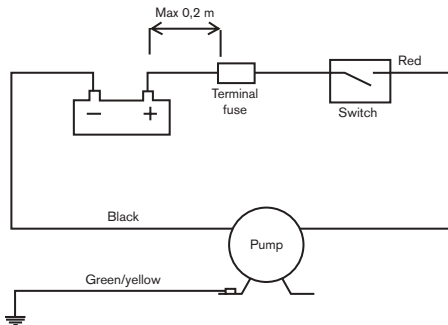 Max 0,2 m
Red
Terminal
fuse
Switch
− +
Black
Pump
Green/yellow